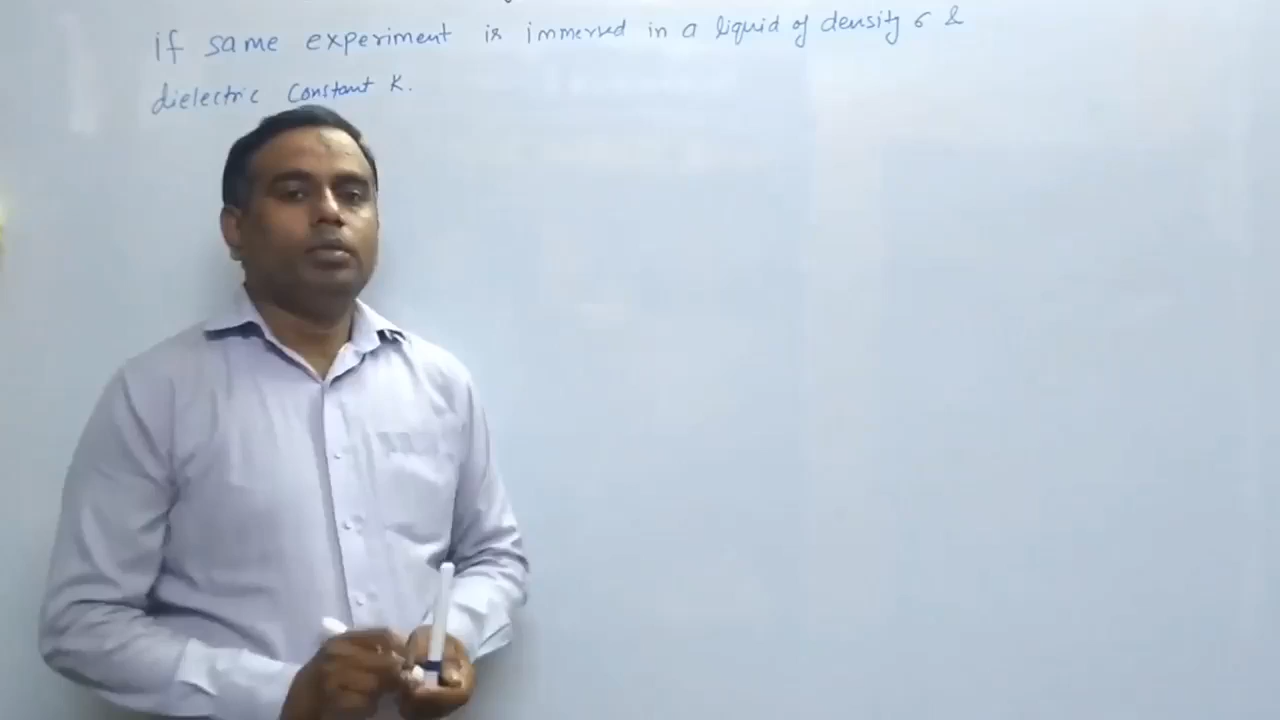 if same experiment is immersed in a liquid of density σ &
dielectric Constant K.